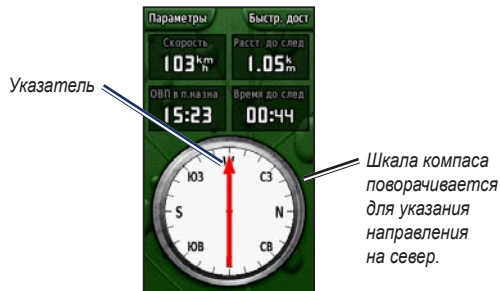 Параметры Быстр. дост
Скорость Расст. до след
103 km h 1.05 k m
ОВП в п.назна Время до след
15:23 00:44
Указатель
W
ЮЗ СЗ
S N
ЮВ СВ
Шкала компаса
поворачивается
для указания
направления
на север.